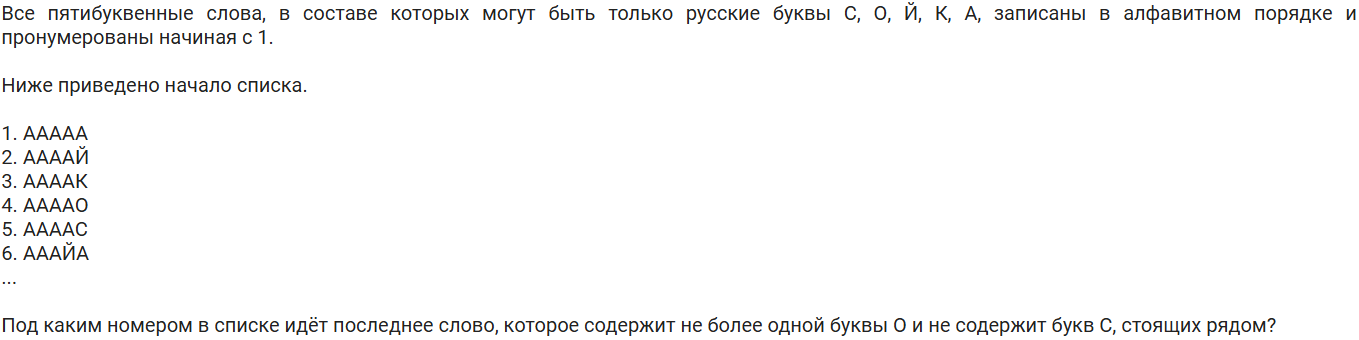 Все пятибуквенные слова, в составе которых могут быть только русские буквы С, О, Й, К, А, записаны в алфавитном порядке и
пронумерованы начиная с 1.
Ниже приведено начало списка.
1. ААААА
2. ААААЙ
3. ААААК
4. ААААО
5. ААААС
6. АААЙА
...
Под каким номером в списке идёт последнее слово, которое содержит не более одной буквы О и не содержит букв С, стоящих рядом?